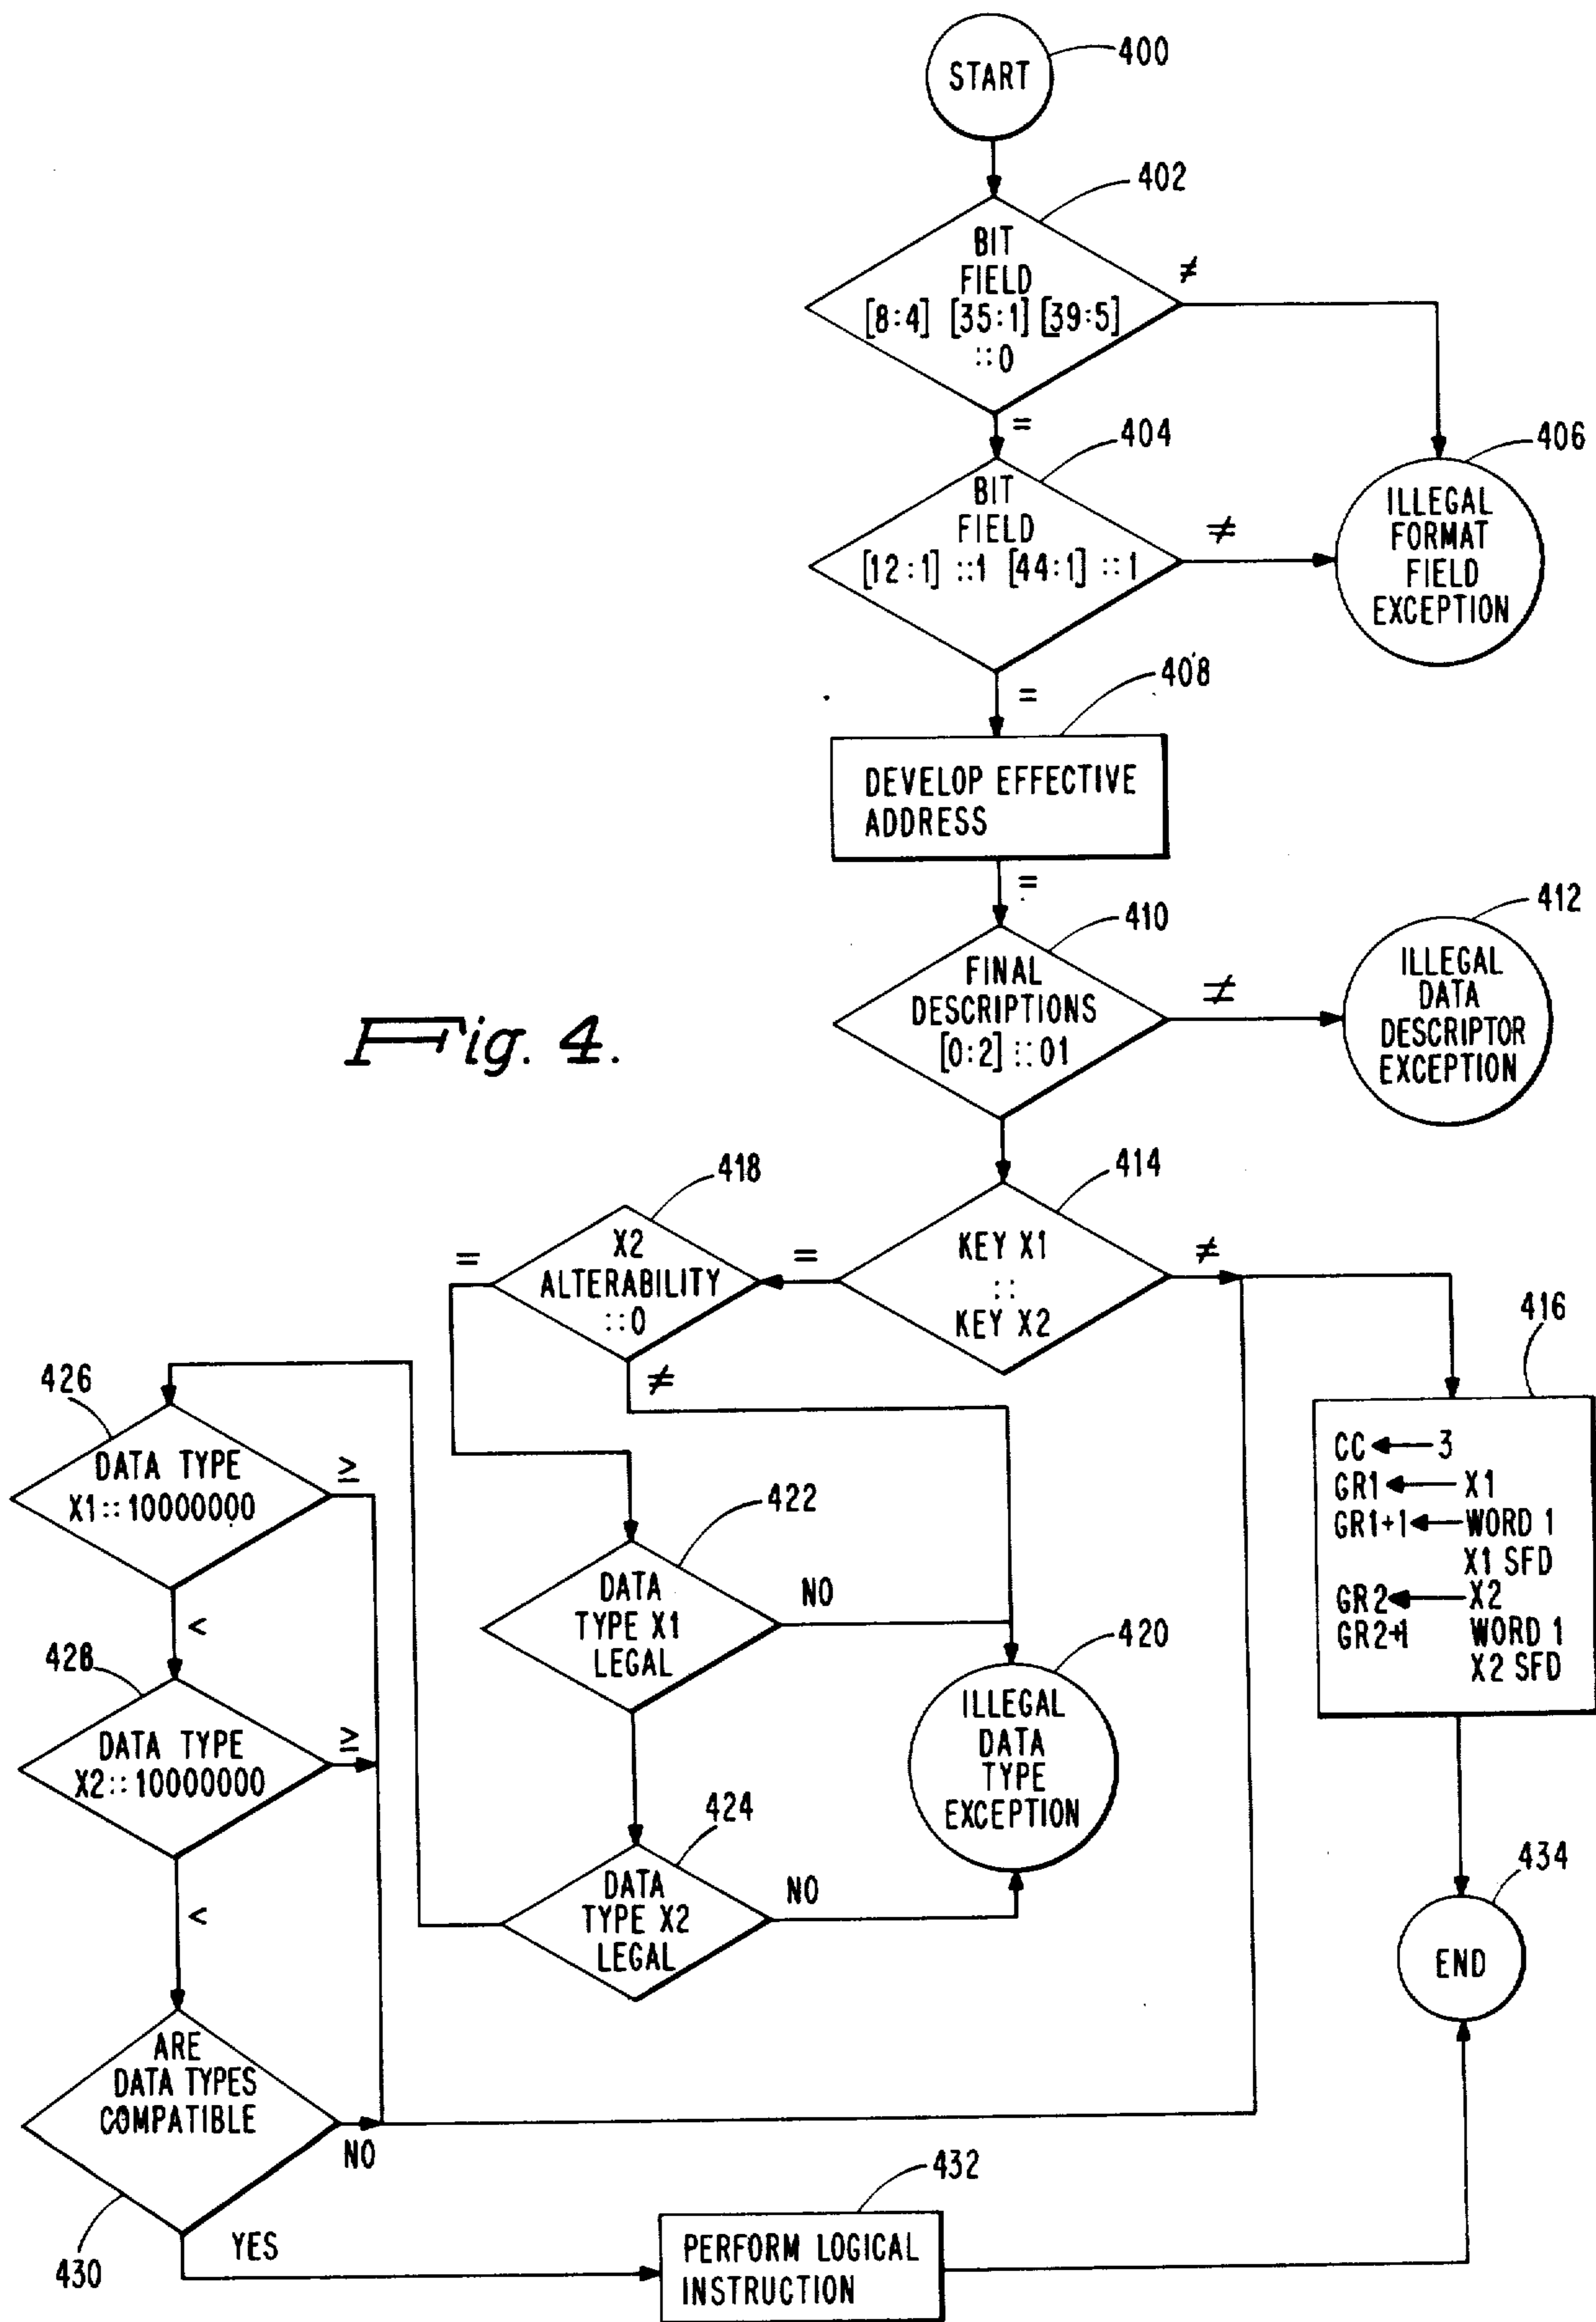 START
400
402
BIT
FIELD
[8:4] [35:1] [39:5]
::0
≠
=
404
BIT
FIELD
[12:1] ::1 [44:1] ::1
≠
406
ILLEGAL
FORMAT
FIELD
EXCEPTION
=
408
DEVELOP EFFECTIVE
ADDRESS
=
410
FINAL
DESCRIPTIONS
[0:2] ::01
≠
412
ILLEGAL
DATA
DESCRIPTOR
EXCEPTION
Fig. 4.
418
X2
ALTERABILITY
::0
=
≠
=
414
KEY X1
::
KEY X2
≠
416
CC ← 3
GR1 ← X1
GR1+1 ← WORD 1
X1 SFD
GR2 ← X2
GR2+1 WORD 1
X2 SFD
426
DATA TYPE
X1::10000000
≥
<
422
DATA
TYPE X1
LEGAL
NO
420
ILLEGAL
DATA
TYPE
EXCEPTION
428
DATA TYPE
X2::10000000
≥
<
424
DATA
TYPE X2
LEGAL
NO
434
END
ARE
DATA TYPES
COMPATIBLE
NO
430
YES
432
PERFORM LOGICAL
INSTRUCTION